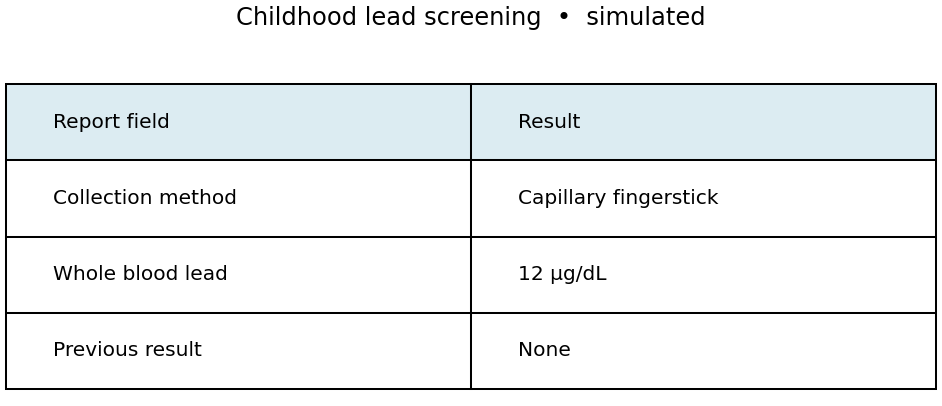 Childhood lead screening • simulated
Report field Result
Collection method Capillary fingerstick
Whole blood lead 12 µg/dL
Previous result None